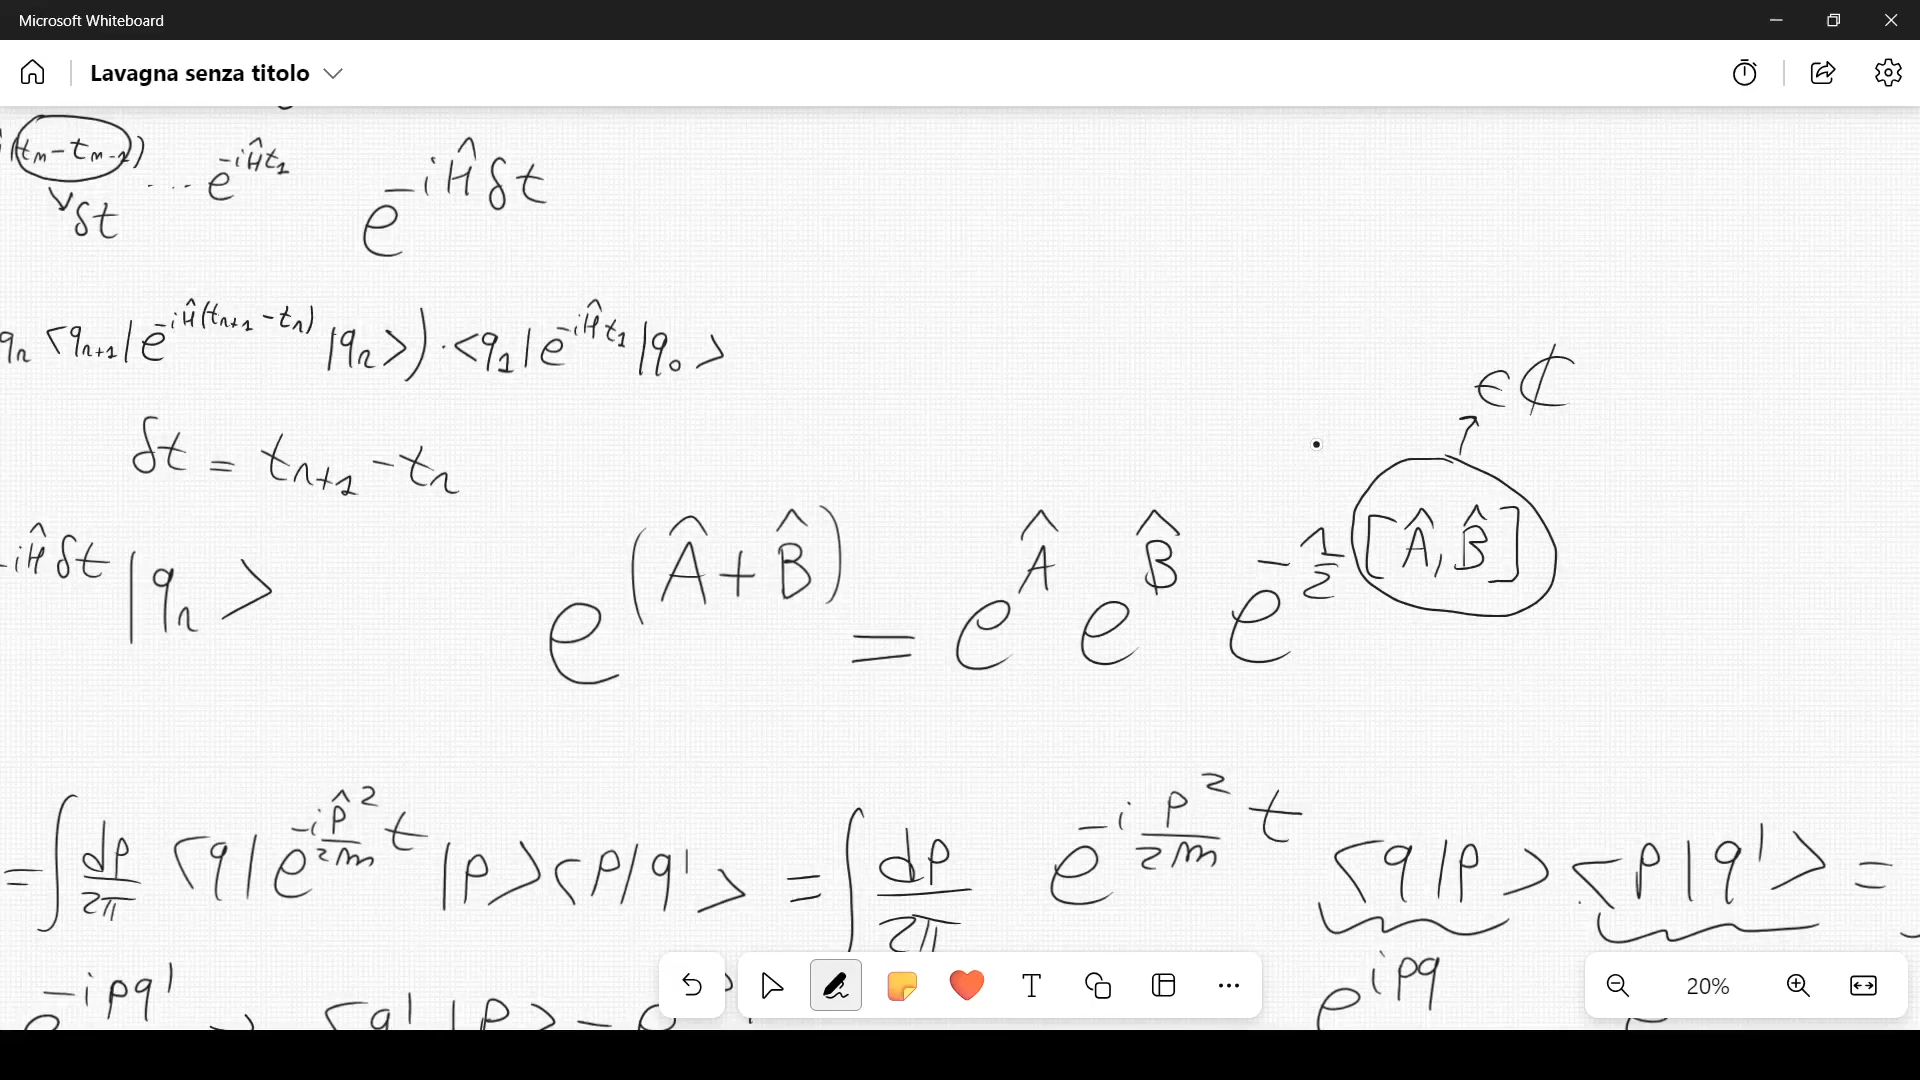 Microsoft Whiteboard
Lavagna senza titolo
(t_m - t_{m-1}) ... e^{-iĤt_1} e^{-iĤδt}
δt
q_n <q_{n+1}| e^{-iĤ(t_{n+1} - t_n)} |q_n>) · <q_1| e^{-iĤt_1} |q_0>
∈ ℂ
δt = t_{n+1} - t_n
-iĤδt |q_n> e^{(Â+B̂)} = e^Â e^B̂ e^{-1/2 [Â, B̂]}
= ∫ dp/2π <q| e^{-i p̂²/2m t} |p><p|q'> = ∫ dp/2π e^{-i p²/2m t} <q|p> <p|q'> =
-ipq' <q'|p> = e^{ipq}
T
20%